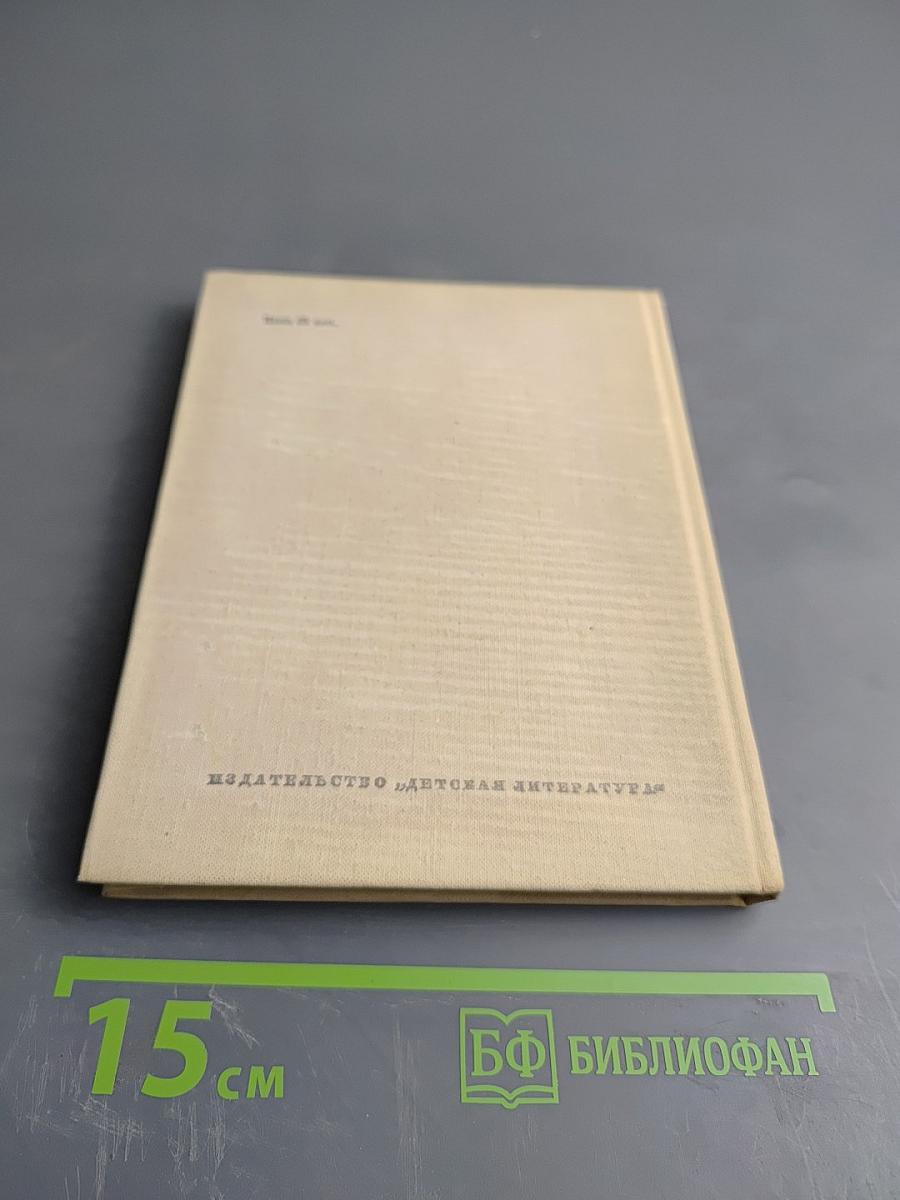 ИЗДАТЕЛЬСТВО „ДЕТСКАЯ ЛИТЕРАТУРА“
15 см
БФ БИБЛИОФАН